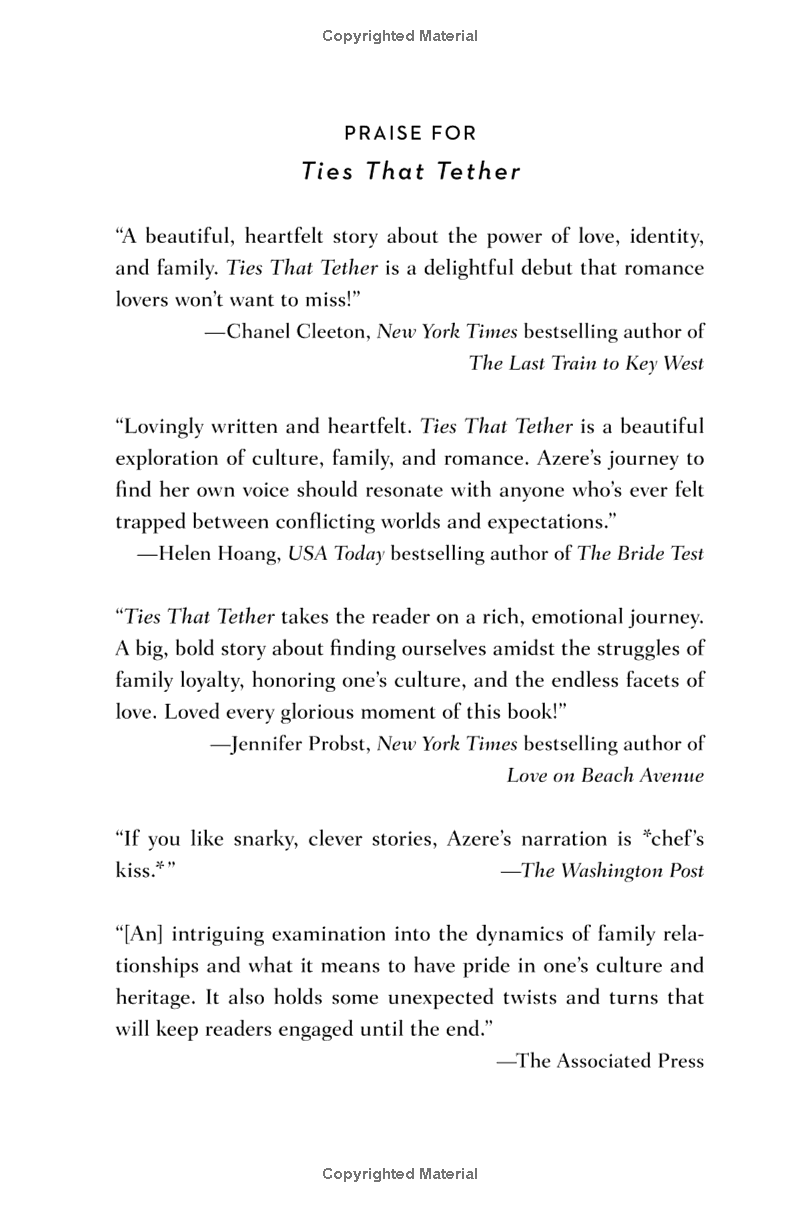 Copyrighted Material
PRAISE FOR
Ties That Tether
“A beautiful, heartfelt story about the power of love, identity,
and family. Ties That Tether is a delightful debut that romance
lovers won’t want to miss!”
—Chanel Cleeton, New York Times bestselling author of
The Last Train to Key West
“Lovingly written and heartfelt. Ties That Tether is a beautiful
exploration of culture, family, and romance. Azere’s journey to
find her own voice should resonate with anyone who’s ever felt
trapped between conflicting worlds and expectations.”
—Helen Hoang, USA Today bestselling author of The Bride Test
“Ties That Tether takes the reader on a rich, emotional journey.
A big, bold story about finding ourselves amidst the struggles of
family loyalty, honoring one’s culture, and the endless facets of
love. Loved every glorious moment of this book!”
—Jennifer Probst, New York Times bestselling author of
Love on Beach Avenue
“If you like snarky, clever stories, Azere’s narration is *chef’s
kiss.*” —The Washington Post
“[An] intriguing examination into the dynamics of family rela-
tionships and what it means to have pride in one’s culture and
heritage. It also holds some unexpected twists and turns that
will keep readers engaged until the end.”
—The Associated Press
Copyrighted Material